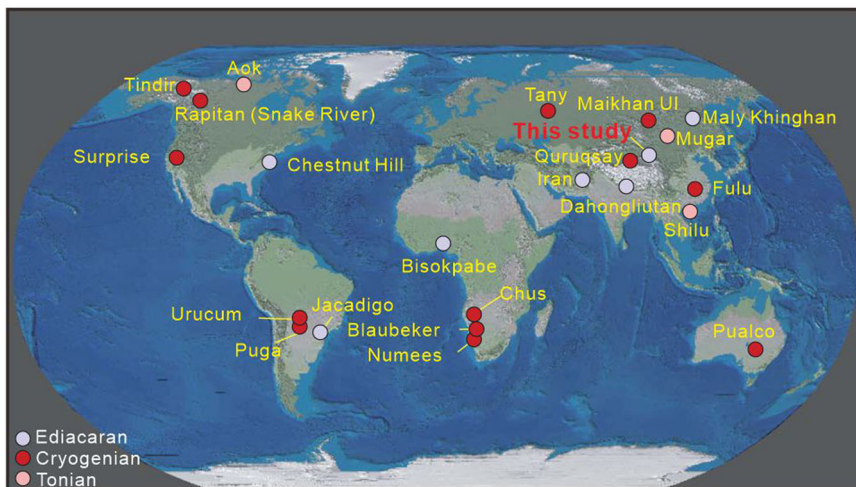 Aok
Tindir
Rapitan (Snake River)
Tany
Maikhan Ul
Maly Khinghan
This study
Mugar
Surprise
Chestnut Hill
Quruqsay
Iran
Fulu
Dahongliutan
Shilu
Bisokpabe
Chus
Urucum
Jacadigo
Blaubeker
Pualco
Puga
Numees
Ediacaran
Cryogenian
Tonian